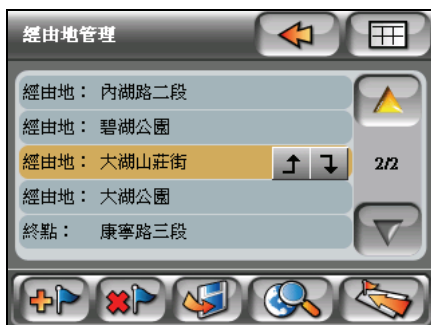 經由地管理
經由地： 內湖路二段
經由地： 碧湖公園
經由地： 大湖山莊街
2/2
經由地： 大湖公園
終點： 康寧路三段